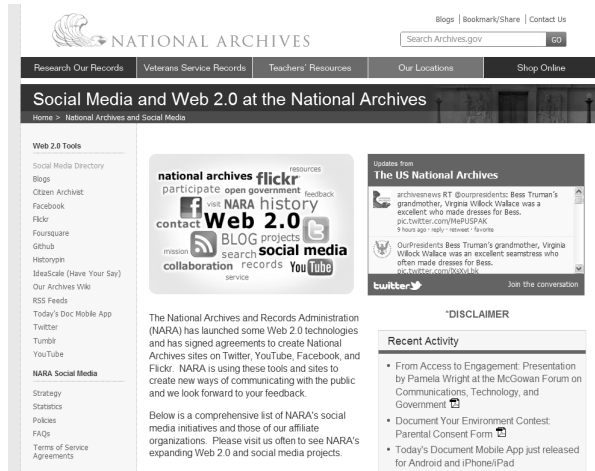 Blogs | Bookmark/Share | Contact Us
NATIONAL ARCHIVES
Search Archives.gov
GO
Research Our Records
Veterans Service Records
Teachers' Resources
Our Locations
Shop Online
Social Media and Web 2.0 at the National Archives
Home > National Archives and Social Media
Web 2.0 Tools
Social Media Directory
Blogs
Citizen Archivist
Facebook
Flickr
Foursquare
Github
Historypin
IdeaScale (Have Your Say)
Our Archives Wiki
RSS Feeds
Today's Doc Mobile App
Twitter
Tumblr
YouTube
NARA Social Media
Strategy
Statistics
Policies
FAQs
Terms of Service
Agreements
resources
national archives flickr
participate open government feedback
f visit NARA history
contact Web 2.0
BLOG projects
mission search social media
collaboration records YouTube
service
The National Archives and Records Administration
(NARA) has launched some Web 2.0 technologies
and has signed agreements to create National
Archives sites on Twitter, YouTube, Facebook, and
Flickr. NARA is using these tools and sites to
create new ways of communicating with the public
and we look forward to your feedback.
Below is a comprehensive list of NARA's social
media initiatives and those of our affiliate
organizations. Please visit us often to see NARA's
expanding Web 2.0 and social media projects.
Updates from
The US National Archives
archivesnews RT @ourpresidents: Bess Truman's
grandmother, Virginia Willock Wallace was a
excellent who made dresses for Bess.
pic.twitter.com/MePUSPAK
9 hours ago · reply · retweet · favorite
OurPresidents Bess Truman's grandmother, Virginia
Willock Wallace was an excellent seamstress who
often made dresses for Bess.
twitter
Join the conversation
*DISCLAIMER
Recent Activity
• From Access to Engagement: Presentation
by Pamela Wright at the McGowan Forum on
Communications, Technology, and
Government
• Document Your Environment Contest:
Parental Consent Form
• Today's Document Mobile App just released
for Android and iPhone/iPad